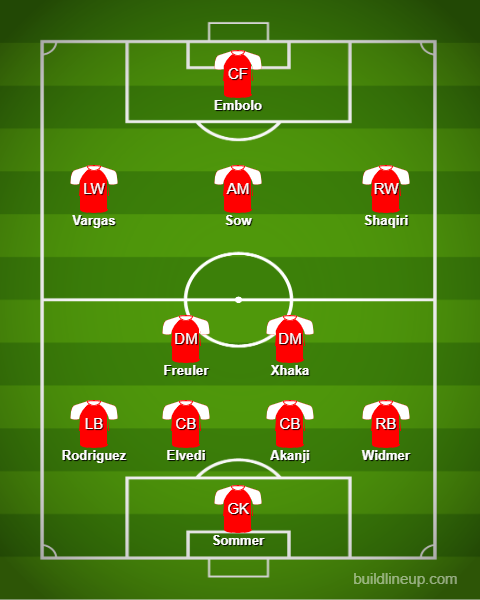 CF
Embolo
LW AM RW
Vargas Sow Shaqiri
DM DM
Freuler Xhaka
LB CB CB RB
Rodriguez Elvedi Akanji Widmer
GK
Sommer
buildlineup.com